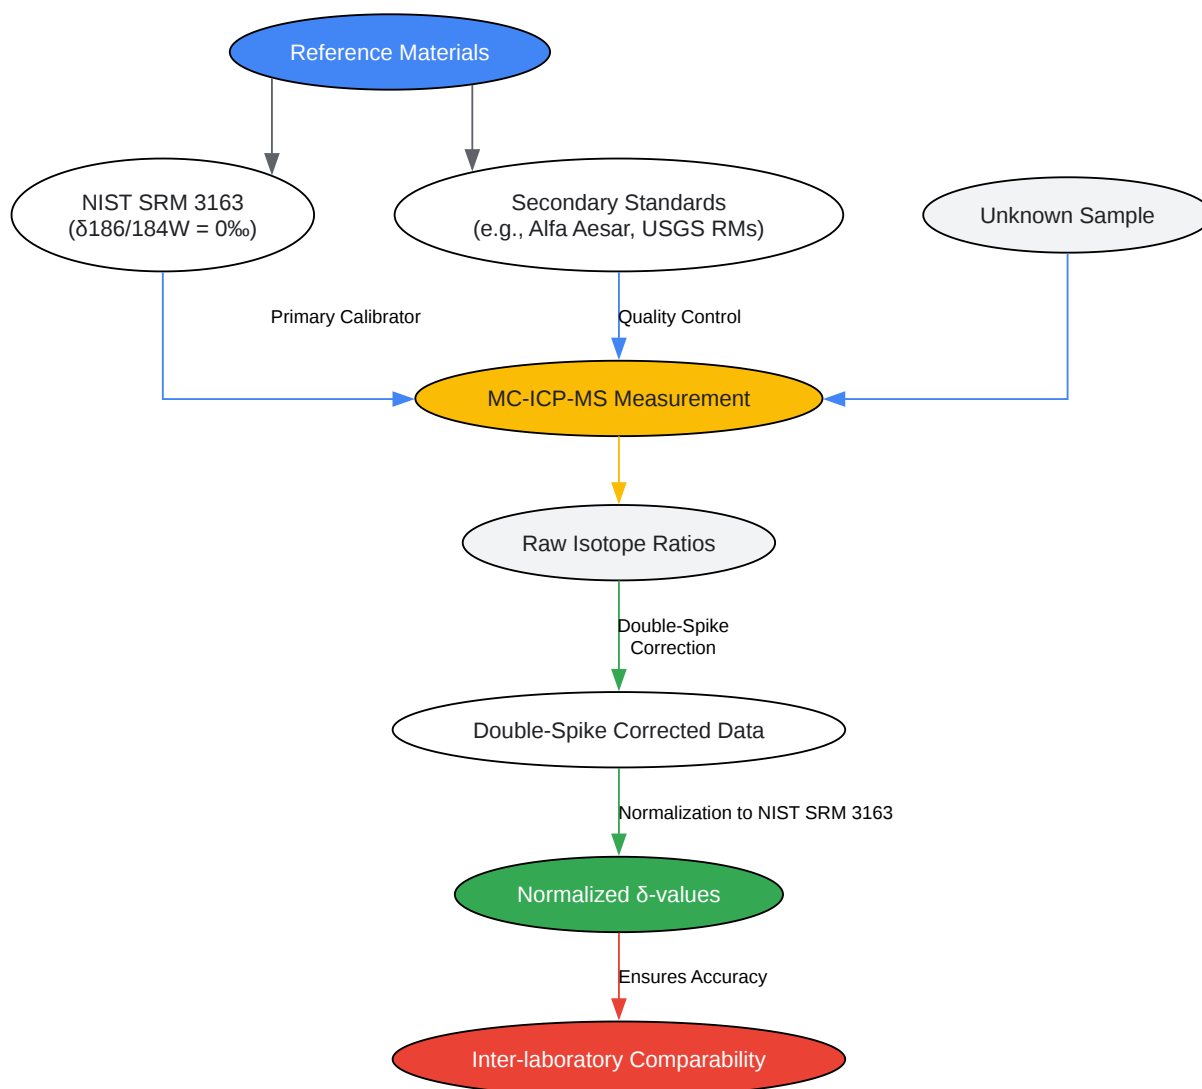 Reference Materials
NIST SRM 3163
(δ186/184W = 0‰)
Secondary Standards
(e.g., Alfa Aesar, USGS RMs)
Unknown Sample
Primary Calibrator
Quality Control
MC-ICP-MS Measurement
Raw Isotope Ratios
Double-Spike
Correction
Double-Spike Corrected Data
Normalization to NIST SRM 3163
Normalized δ-values
Ensures Accuracy
Inter-laboratory Comparability